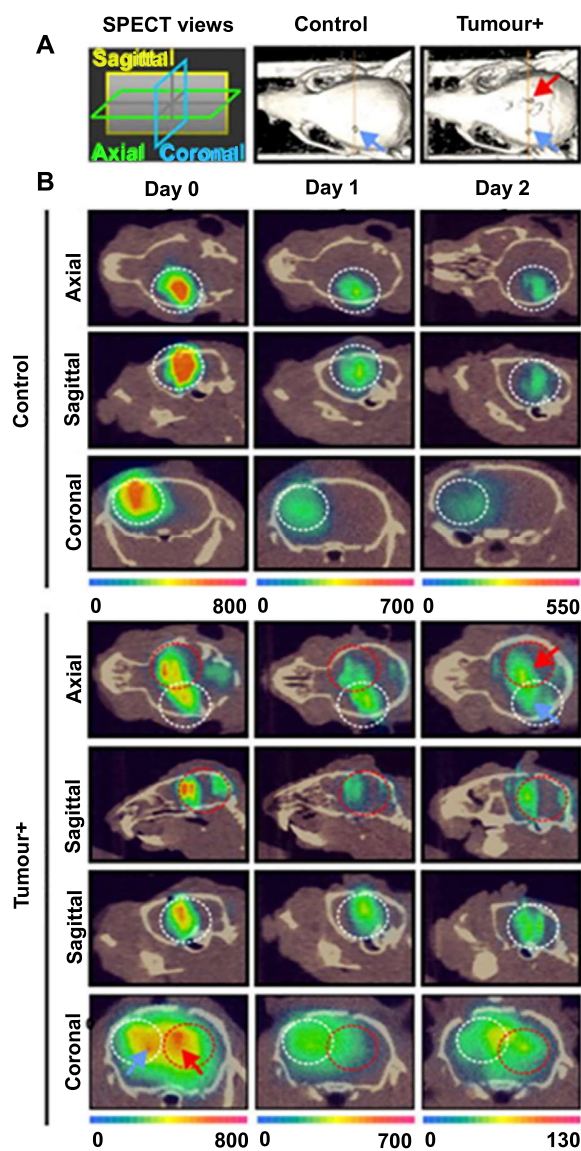 SPECT views Control Tumour+
A
Sagittal
Axial Coronal
B
Day 0 Day 1 Day 2
Control
Axial
Sagittal
Coronal
0 800 0 700 0 550
Tumour+
Axial
Sagittal
Sagittal
Coronal
0 800 0 700 0 130